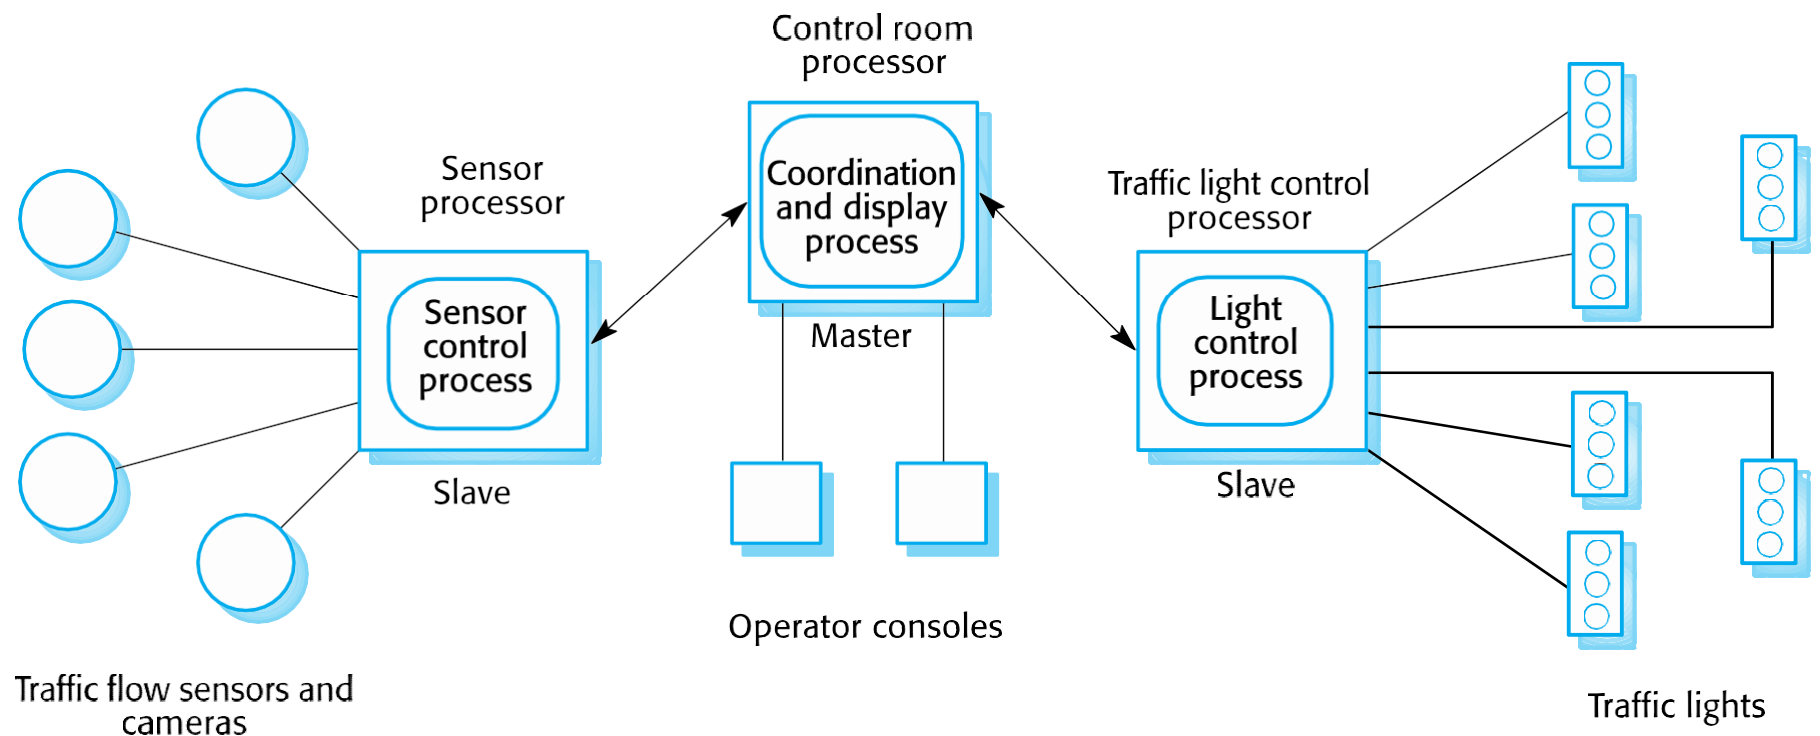 Control room
processor
Coordination
and display
process
Master
Sensor
processor
Sensor
control
process
Slave
Traffic light control
processor
Light
control
process
Slave
Operator consoles
Traffic flow sensors and
cameras
Traffic lights